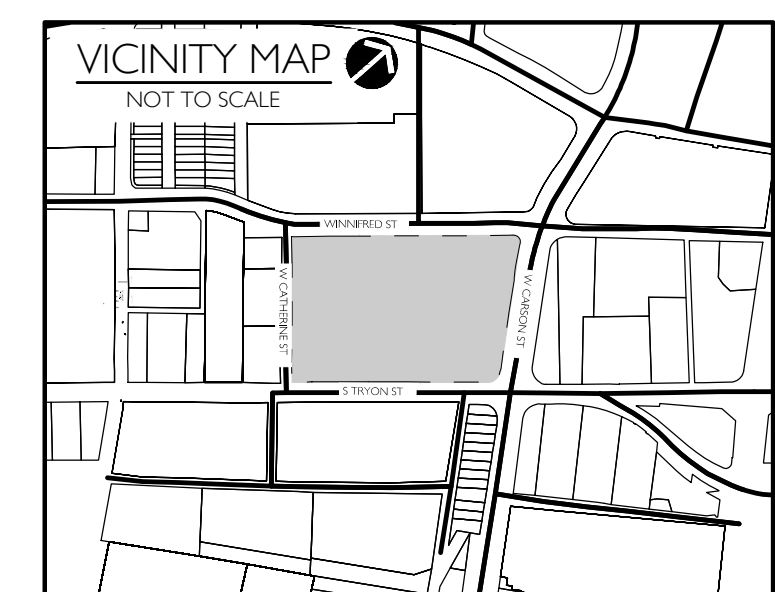 VICINITY MAP
NOT TO SCALE
WINNIFRED ST
W CATHERINE ST
W CARSON ST
S TRYON ST